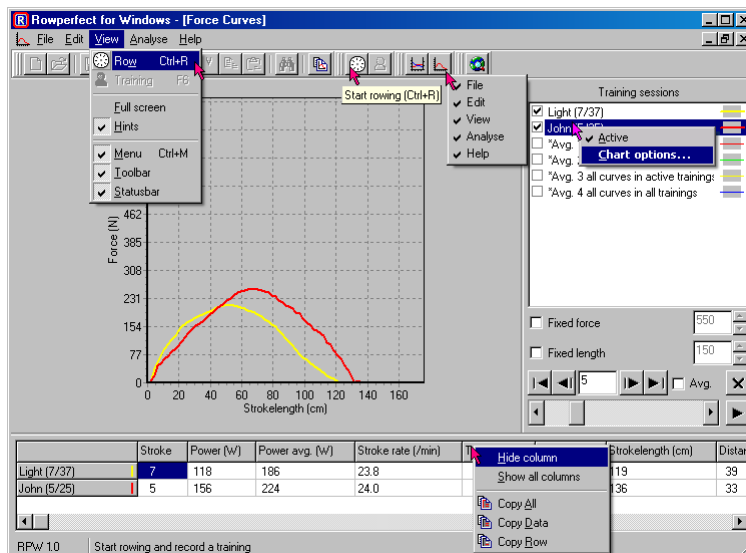 Rowperfect for Windows - [Force Curves]
File Edit View Analyse Help
Row Ctrl+R
Training F6
Full screen
Hints
Menu Ctrl+M
Toolbar
Statusbar
Start rowing (Ctrl+R)
File
Edit
View
Analyse
Help
Training sessions
Light (7/37)
John (5/25)
Active
Chart options...
*Avg.
*Avg.
*Avg. 3 all curves in active trainings
*Avg. 4 all curves in all trainings
Force (N)
462
385
308
231
154
77
0
0 20 40 60 80 100 120 140 160
Strokelength (cm)
Fixed force 550
Fixed length 150
5 Avg.
Stroke Power (W) Power avg. (W) Stroke rate (/min) Strokelength (cm) Distan
Light (7/37) 7 118 186 23.8 119 39
John (5/25) 5 156 224 24.0 136 33
Hide column
Show all columns
Copy All
Copy Data
Copy Row
RPW 1.0 Start rowing and record a training